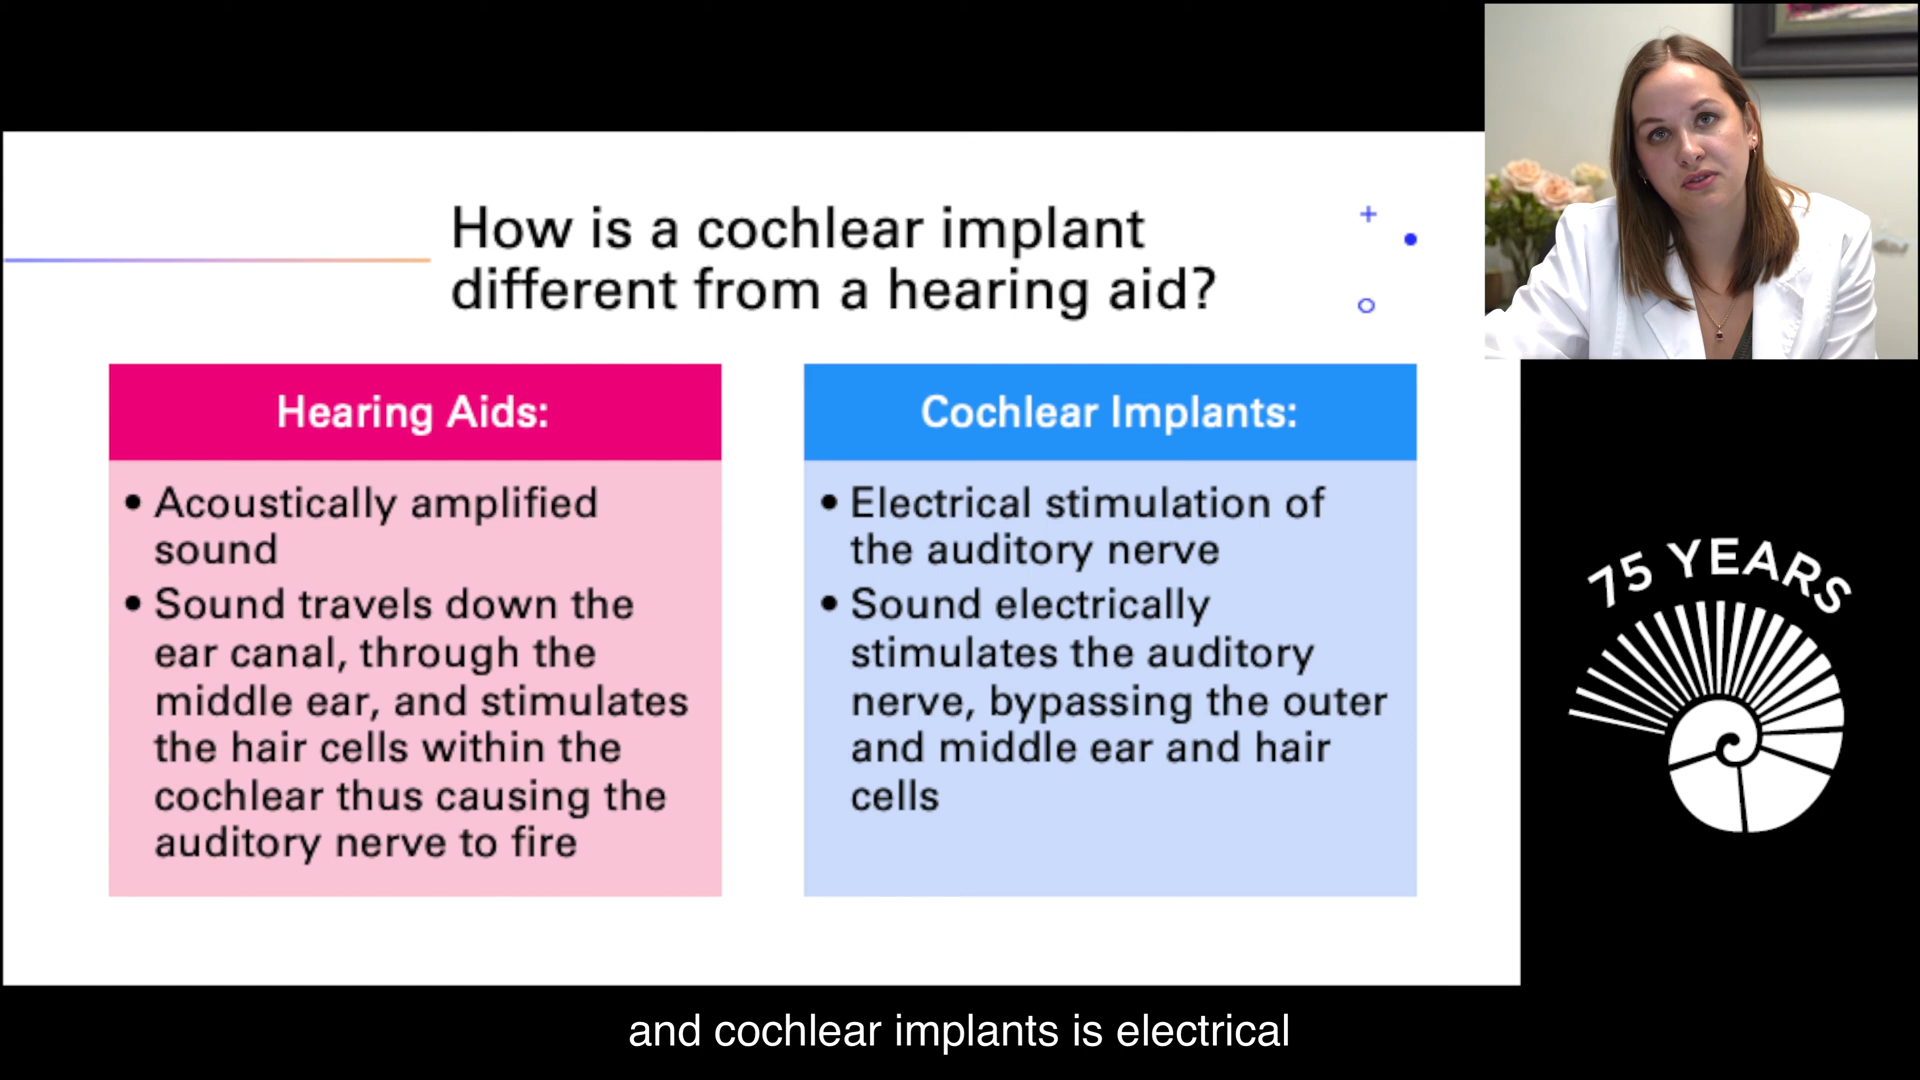 How is a cochlear implant
different from a hearing aid?
Hearing Aids:
• Acoustically amplified
sound
• Sound travels down the
ear canal, through the
middle ear, and stimulates
the hair cells within the
cochlear thus causing the
auditory nerve to fire
Cochlear Implants:
• Electrical stimulation of
the auditory nerve
• Sound electrically
stimulates the auditory
nerve, bypassing the outer
and middle ear and hair
cells
75 YEARS
and cochlear implants is electrical